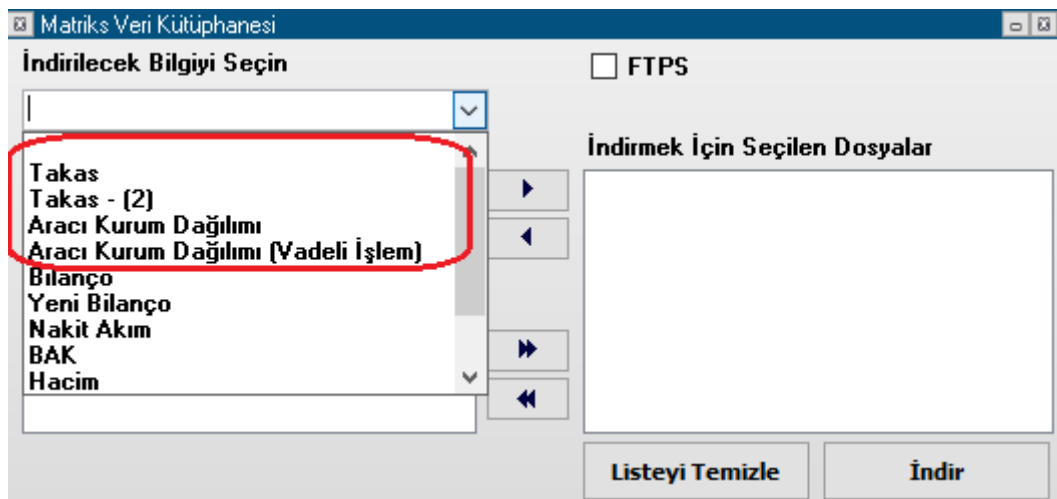 Matriks Veri Kütüphanesi
İndirilecek Bilgiyi Seçin
FTPS
İndirmek İçin Seçilen Dosyalar
Takas
Takas - (2)
Aracı Kurum Dağılımı
Aracı Kurum Dağılımı (Vadeli İşlem)
Bilanço
Yeni Bilanço
Nakit Akım
BAK
Hacim
Listeyi Temizle
İndir